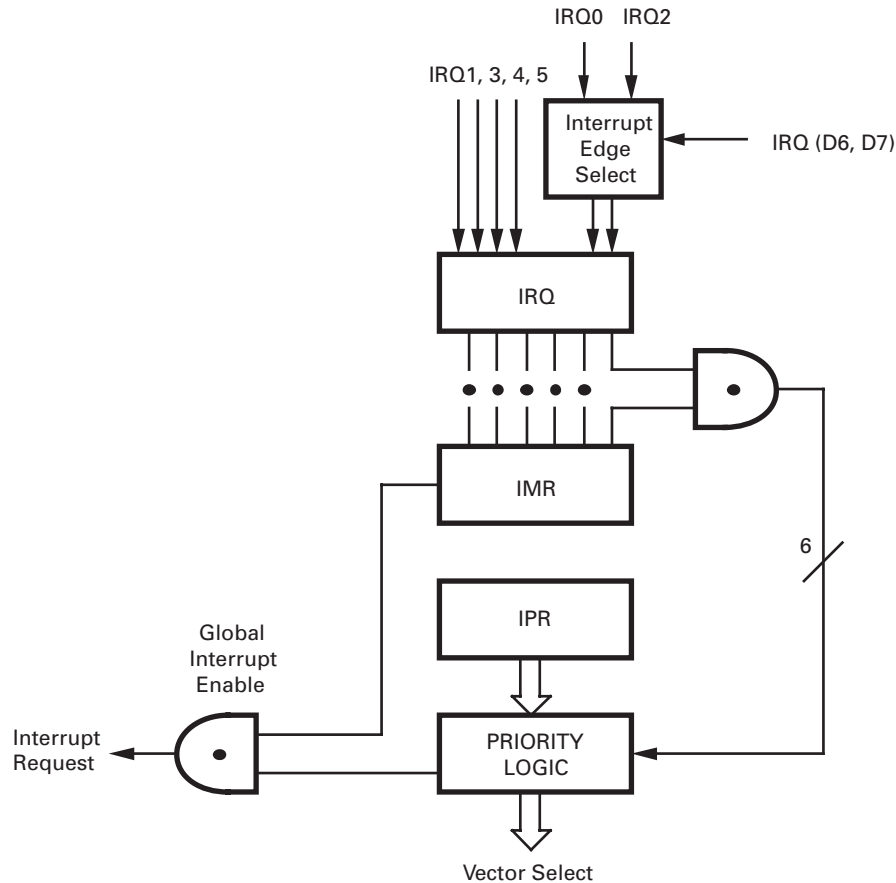 IRQ0 IRQ2
IRQ1, 3, 4, 5
Interrupt
Edge
Select
IRQ (D6, D7)
IRQ
IMR
6
IPR
Global
Interrupt
Enable
Interrupt
Request
PRIORITY
LOGIC
Vector Select